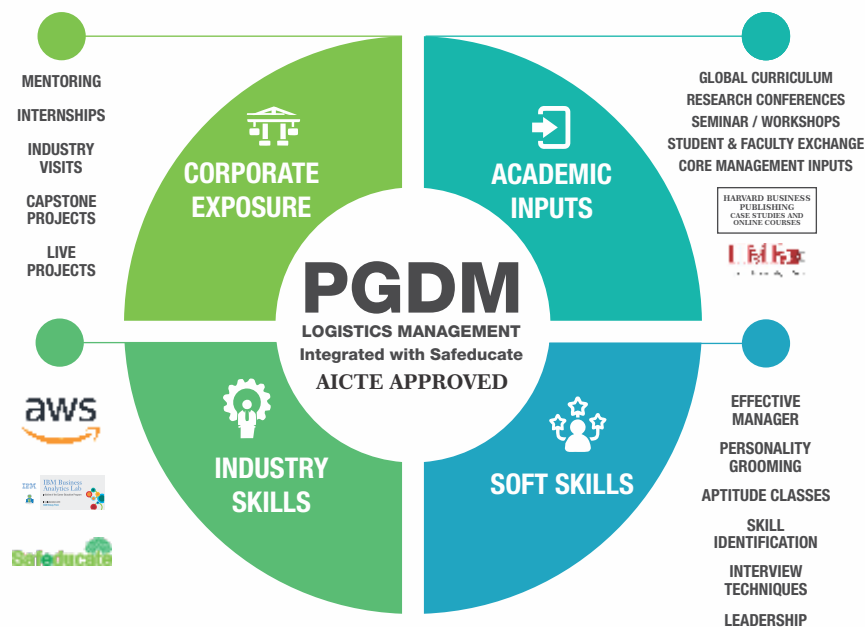 MENTORING
INTERNSHIPS
INDUSTRY
VISITS
CAPSTONE
PROJECTS
LIVE
PROJECTS
CORPORATE
EXPOSURE
ACADEMIC
INPUTS
GLOBAL CURRICULUM
RESEARCH CONFERENCES
SEMINAR / WORKSHOPS
STUDENT & FACULTY EXCHANGE
CORE MANAGEMENT INPUTS
HARVARD BUSINESS
PUBLISHING
CASE STUDIES AND
ONLINE COURSES
PGDM
LOGISTICS MANAGEMENT
Integrated with Safeducate
AICTE APPROVED
aws
IBM
IBM Business
Analytics Lab
Safeducate
INDUSTRY
SKILLS
SOFT SKILLS
EFFECTIVE
MANAGER
PERSONALITY
GROOMING
APTITUDE CLASSES
SKILL
IDENTIFICATION
INTERVIEW
TECHNIQUES
LEADERSHIP